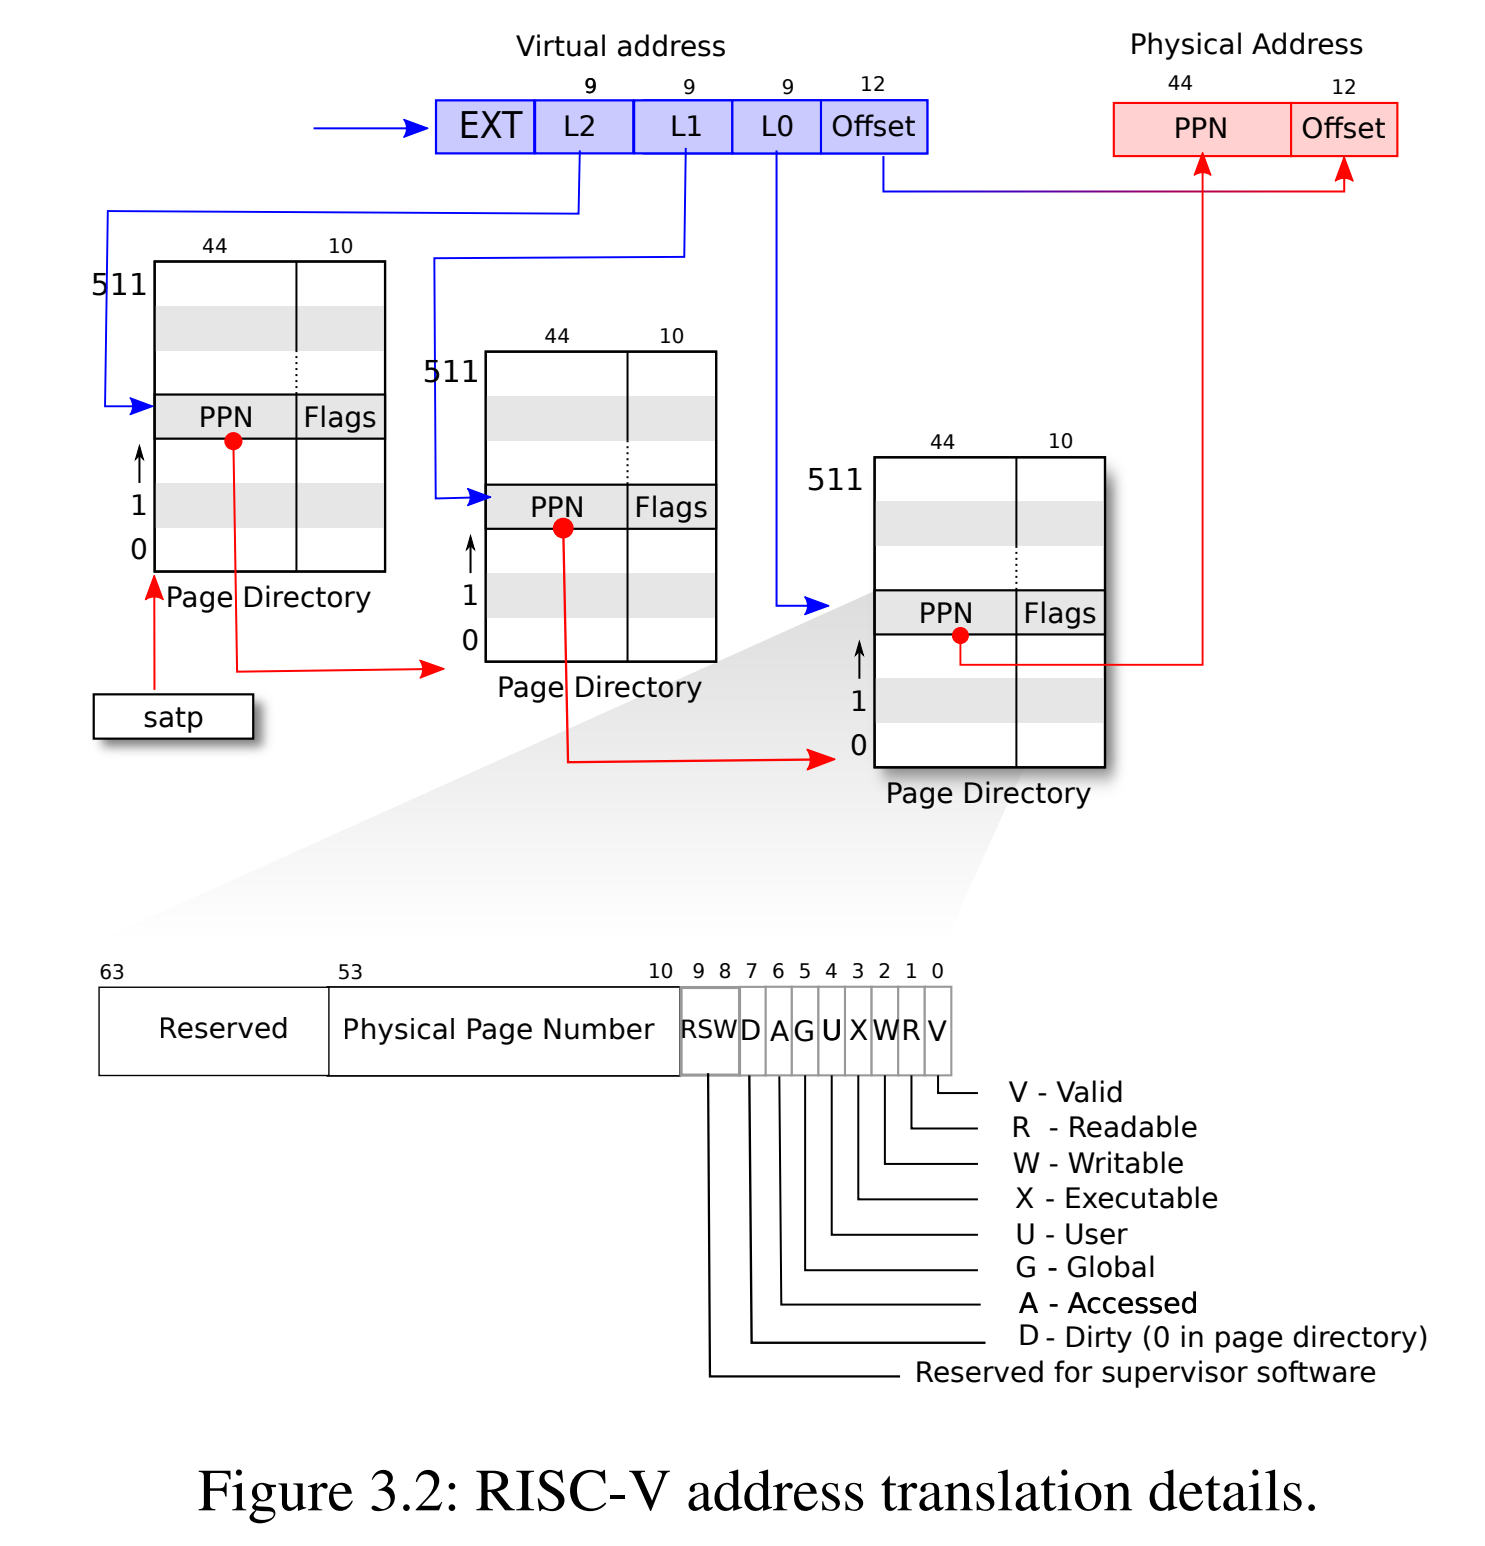 Virtual address
Physical Address
9 9 9 12
44 12
EXT L2 L1 L0 Offset
PPN Offset
44 10
511
PPN Flags
1
0
Page Directory
satp
44 10
511
PPN Flags
1
0
Page Directory
44 10
511
PPN Flags
1
0
Page Directory
63 53 10 9 8 7 6 5 4 3 2 1 0
Reserved Physical Page Number RSW D A G U X W R V
V - Valid
R - Readable
W - Writable
X - Executable
U - User
G - Global
A - Accessed
D - Dirty (0 in page directory)
Reserved for supervisor software
Figure 3.2: RISC-V address translation details.